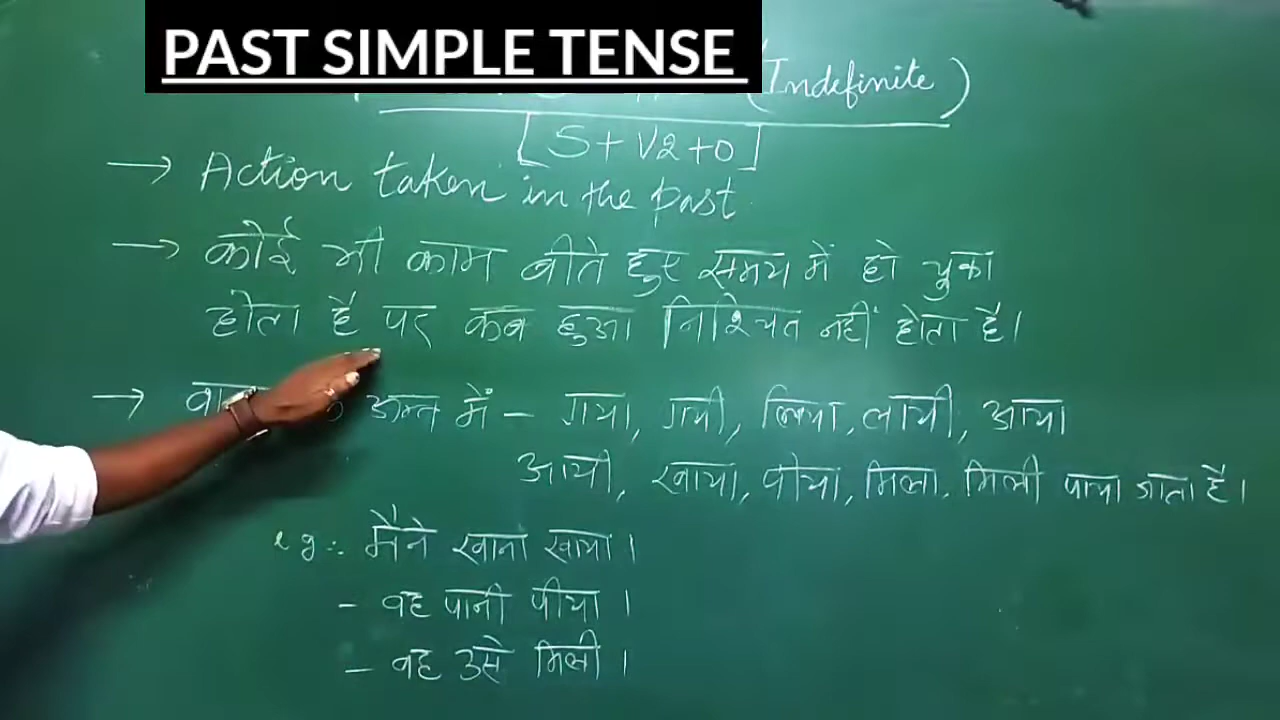 PAST SIMPLE TENSE
(Indefinite)
[S+V2+O]
→ Action taken in the past
→ कोई भी काम बीते हुए समय में हो चुका
होता है पर कब हुआ निश्चित नहीं होता है।
→ अन्त में – गया, गयी, लिया, लायी, आया
आयी, खाया, पीया, मिला, मिली पाया जाता है।
eg :- मैंने खाना खाया।
- वह पानी पीया।
- वह उसे मिली।